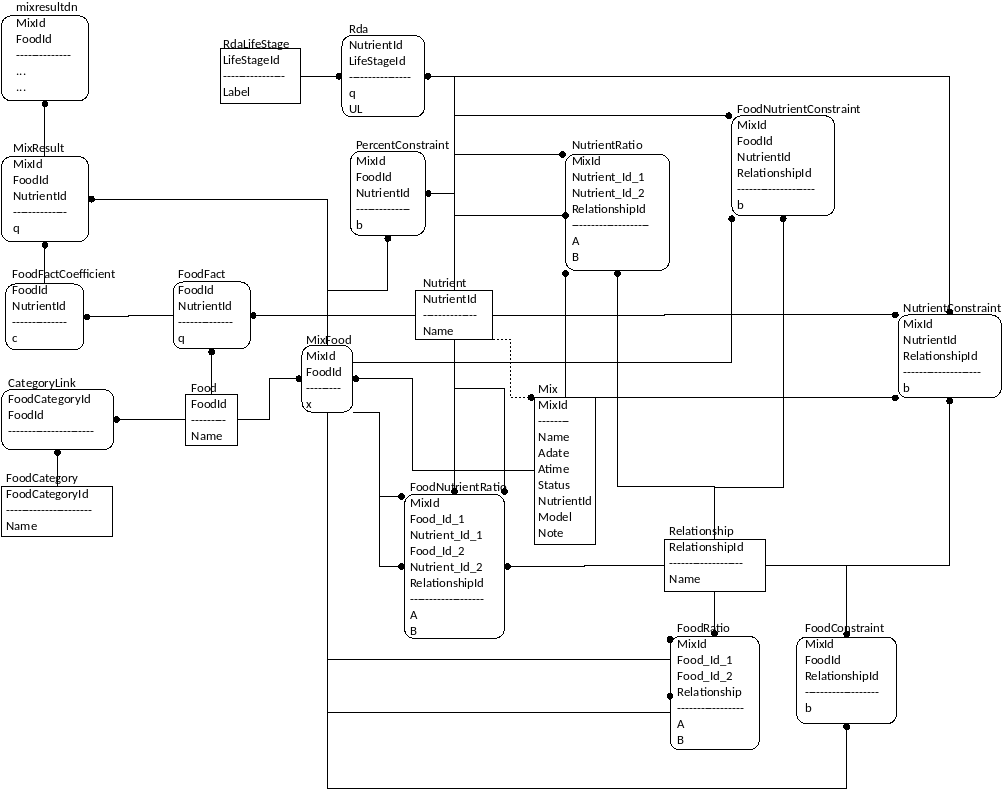 mixresultdn
MixId
FoodId
---------------
...
...
RdaLifeStage
LifeStageId
-----------------
Label
Rda
NutrientId
LifeStageId
-----------------
q
UL
FoodNutrientConstraint
MixId
FoodId
NutrientId
RelationshipId
---------------------
b
MixResult
MixId
FoodId
NutrientId
--------------
q
PercentConstraint
MixId
FoodId
NutrientId
--------------
b
NutrientRatio
MixId
Nutrient_Id_1
Nutrient_Id_2
RelationshipId
--------------------
A
B
FoodFactCoefficient
FoodId
NutrientId
--------------
c
FoodFact
FoodId
NutrientId
--------------
q
Nutrient
NutrientId
--------------
Name
NutrientConstraint
MixId
NutrientId
RelationshipId
--------------------
b
MixFood
MixId
FoodId
---------
x
CategoryLink
FoodCategoryId
FoodId
-----------------------
Food
FoodId
---------
Name
Mix
MixId
--------
Name
Adate
Atime
Status
NutrientId
Model
Note
FoodCategory
FoodCategoryId
-----------------------
Name
FoodNutrientRatio
MixId
Food_Id_1
Nutrient_Id_1
Food_Id_2
Nutrient_Id_2
RelationshipId
--------------------
A
B
Relationship
RelationshipId
--------------------
Name
FoodRatio
MixId
Food_Id_1
Food_Id_2
Relationship
------------------
A
B
FoodConstraint
MixId
FoodId
RelationshipId
--------------------
b